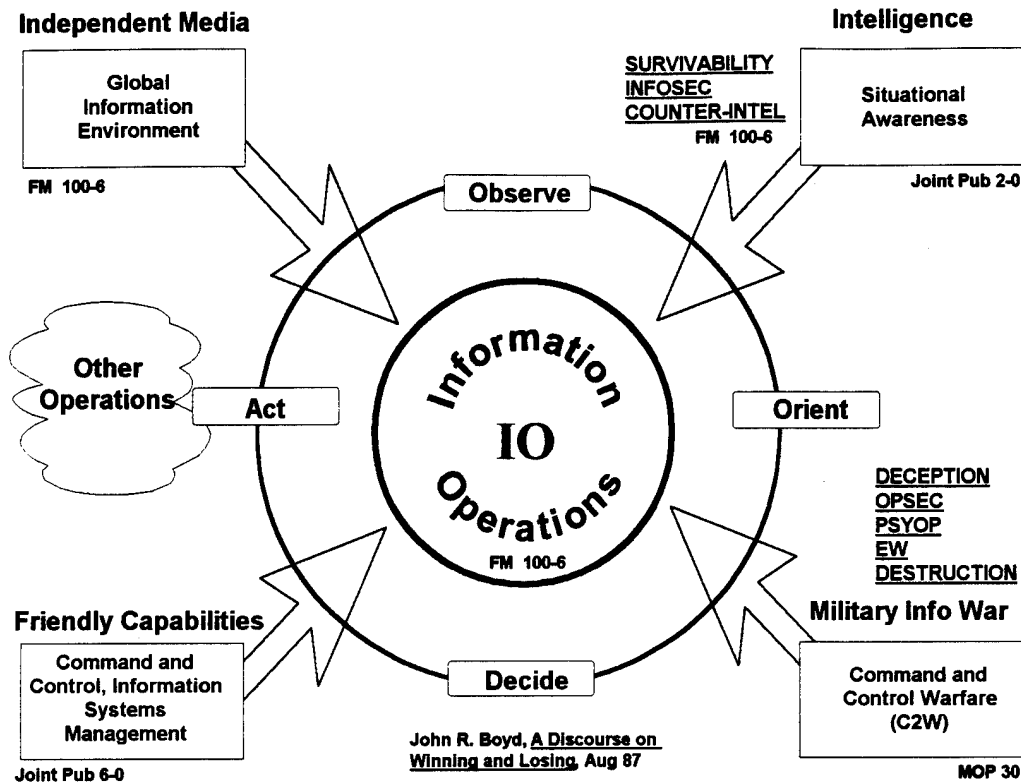 Independent Media
Global
Information
Environment
FM 100-6
Intelligence
SURVIVABILITY
INFOSEC
COUNTER-INTEL
FM 100-6
Situational
Awareness
Joint Pub 2-0
Observe
Other
Operations
Act
Information
IO
Operations
FM 100-6
Orient
DECEPTION
OPSEC
PSYOP
EW
DESTRUCTION
Friendly Capabilities
Command and
Control, Information
Systems
Management
Joint Pub 6-0
Decide
John R. Boyd, A Discourse on
Winning and Losing, Aug 87
Military Info War
Command and
Control Warfare
(C2W)
MOP 30